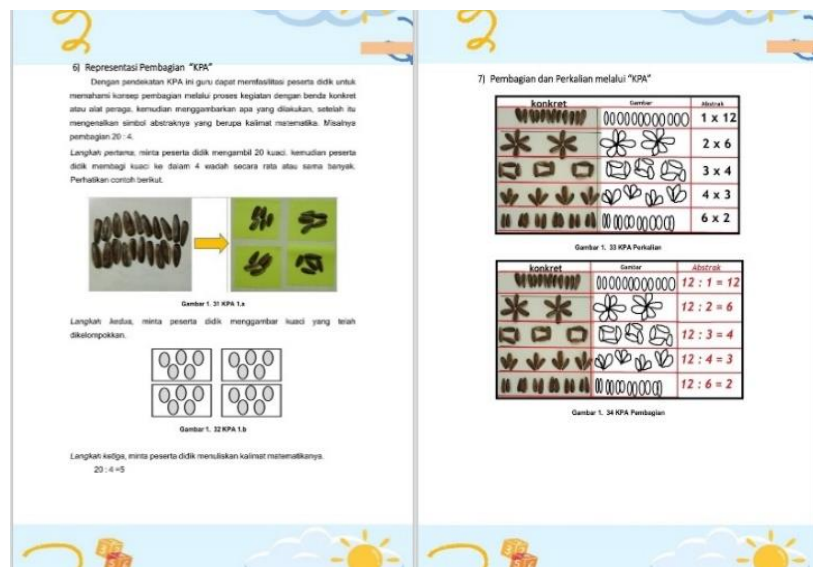 6) Representasi Pembagian "KPA"
Dengan pendekatan KPA ini guru dapat memfasilitasi peserta didik untuk
memahami konsep pembagian melalui proses kegiatan dengan benda konkret
atau alat peraga, kemudian menggambarkan apa yang dilakukan, setelah itu
mengenalkan simbol abstraknya yang berupa kalimat matematika. Misalnya
pembagian 20 : 4.
Langkah pertama, minta peserta didik mengambil 20 kuaci, kemudian peserta
didik membagi kuaci ke dalam 4 wadah secara rata atau sama banyak.
Perhatikan contoh berikut.
Gambar 1. 31 KPA 1.a
Langkah kedua, minta peserta didik menggambar kuaci yang telah
dikelompokkan.
Gambar 1. 32 KPA 1.b
Langkah ketiga, minta peserta didik menuliskan kalimat matematikanya.
20 : 4 =5
7) Pembagian dan Perkalian melalui "KPA"
konkret Gambar Abstrak
1 x 12
2 x 6
3 x 4
4 x 3
6 x 2
Gambar 1. 33 KPA Perkalian
konkret Gambar Abstrak
12 : 1 = 12
12 : 2 = 6
12 : 3 = 4
12 : 4 = 3
12 : 6 = 2
Gambar 1. 34 KPA Pembagian